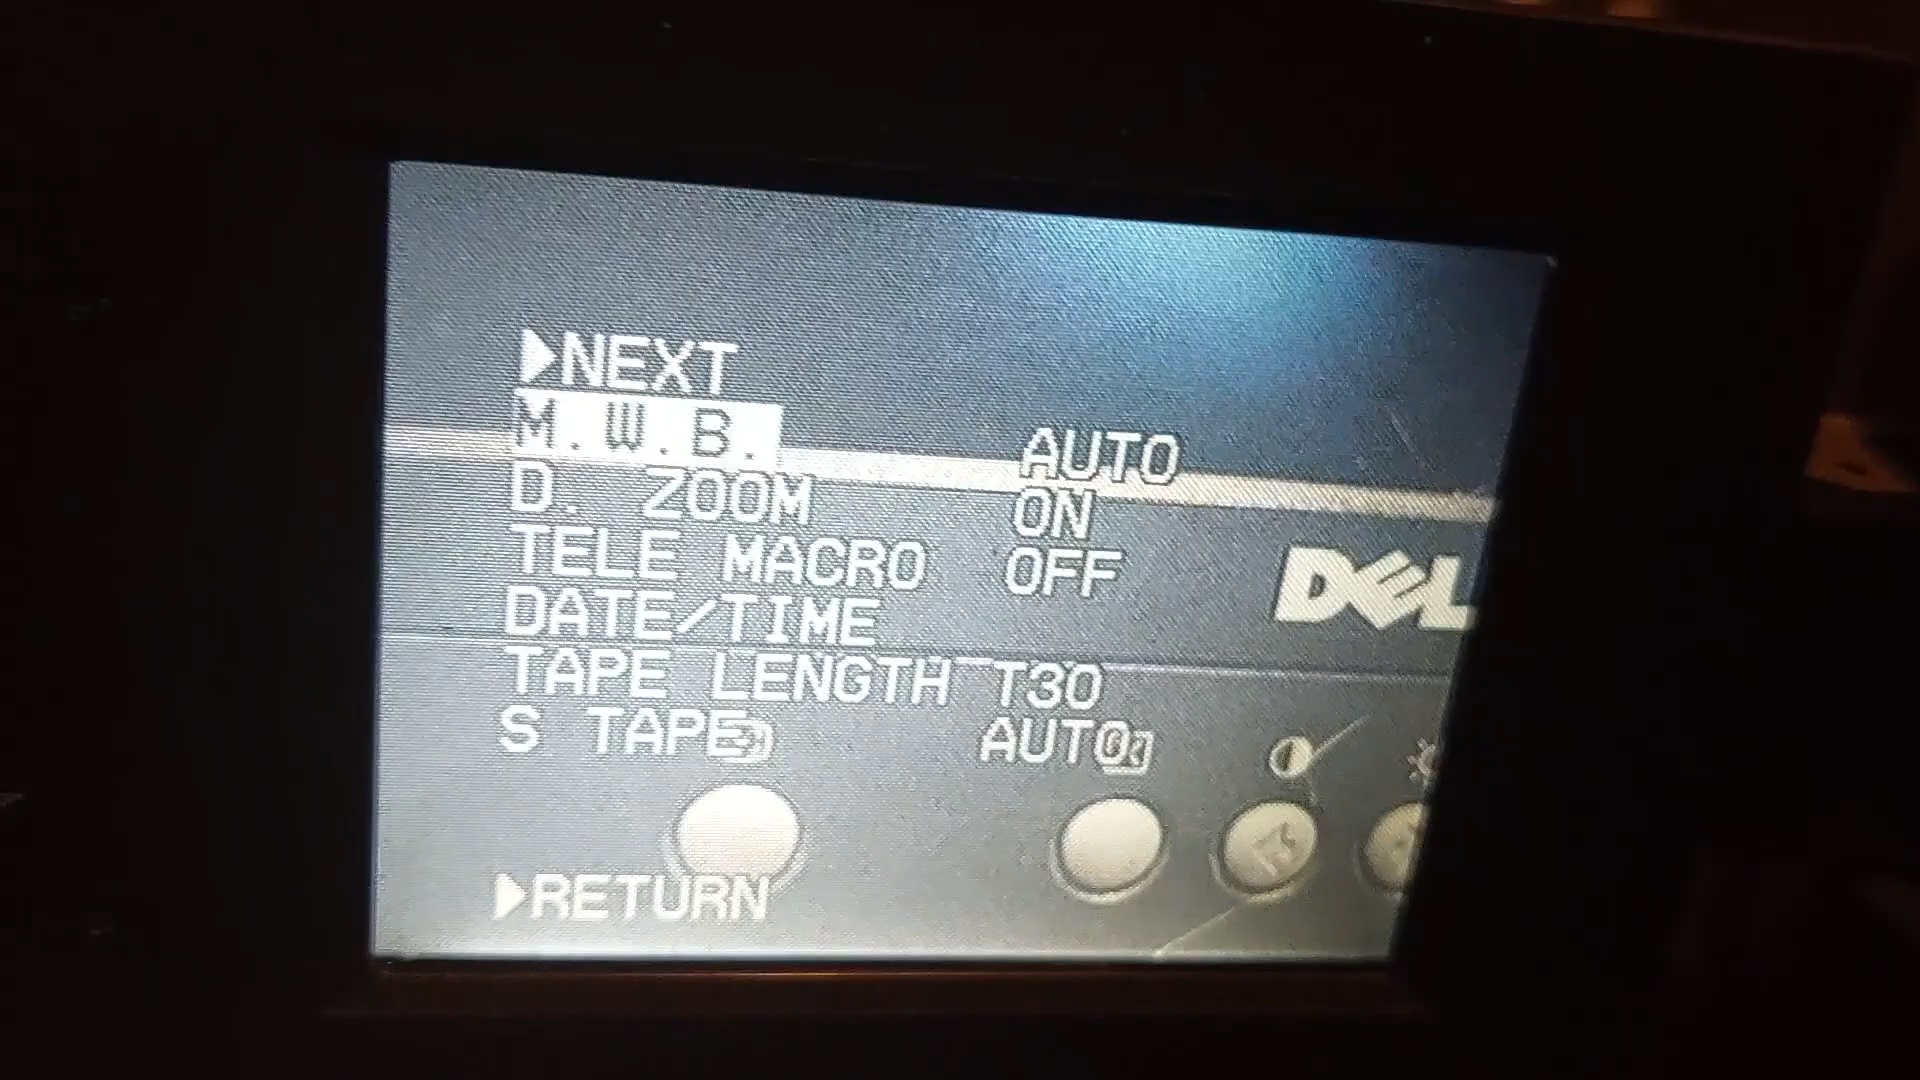 ▶NEXT
M.W.B. AUTO
D. ZOOM ON
TELE MACRO OFF
DATE/TIME
TAPE LENGTH T30
S TAPE AUTO
▶RETURN
DELL